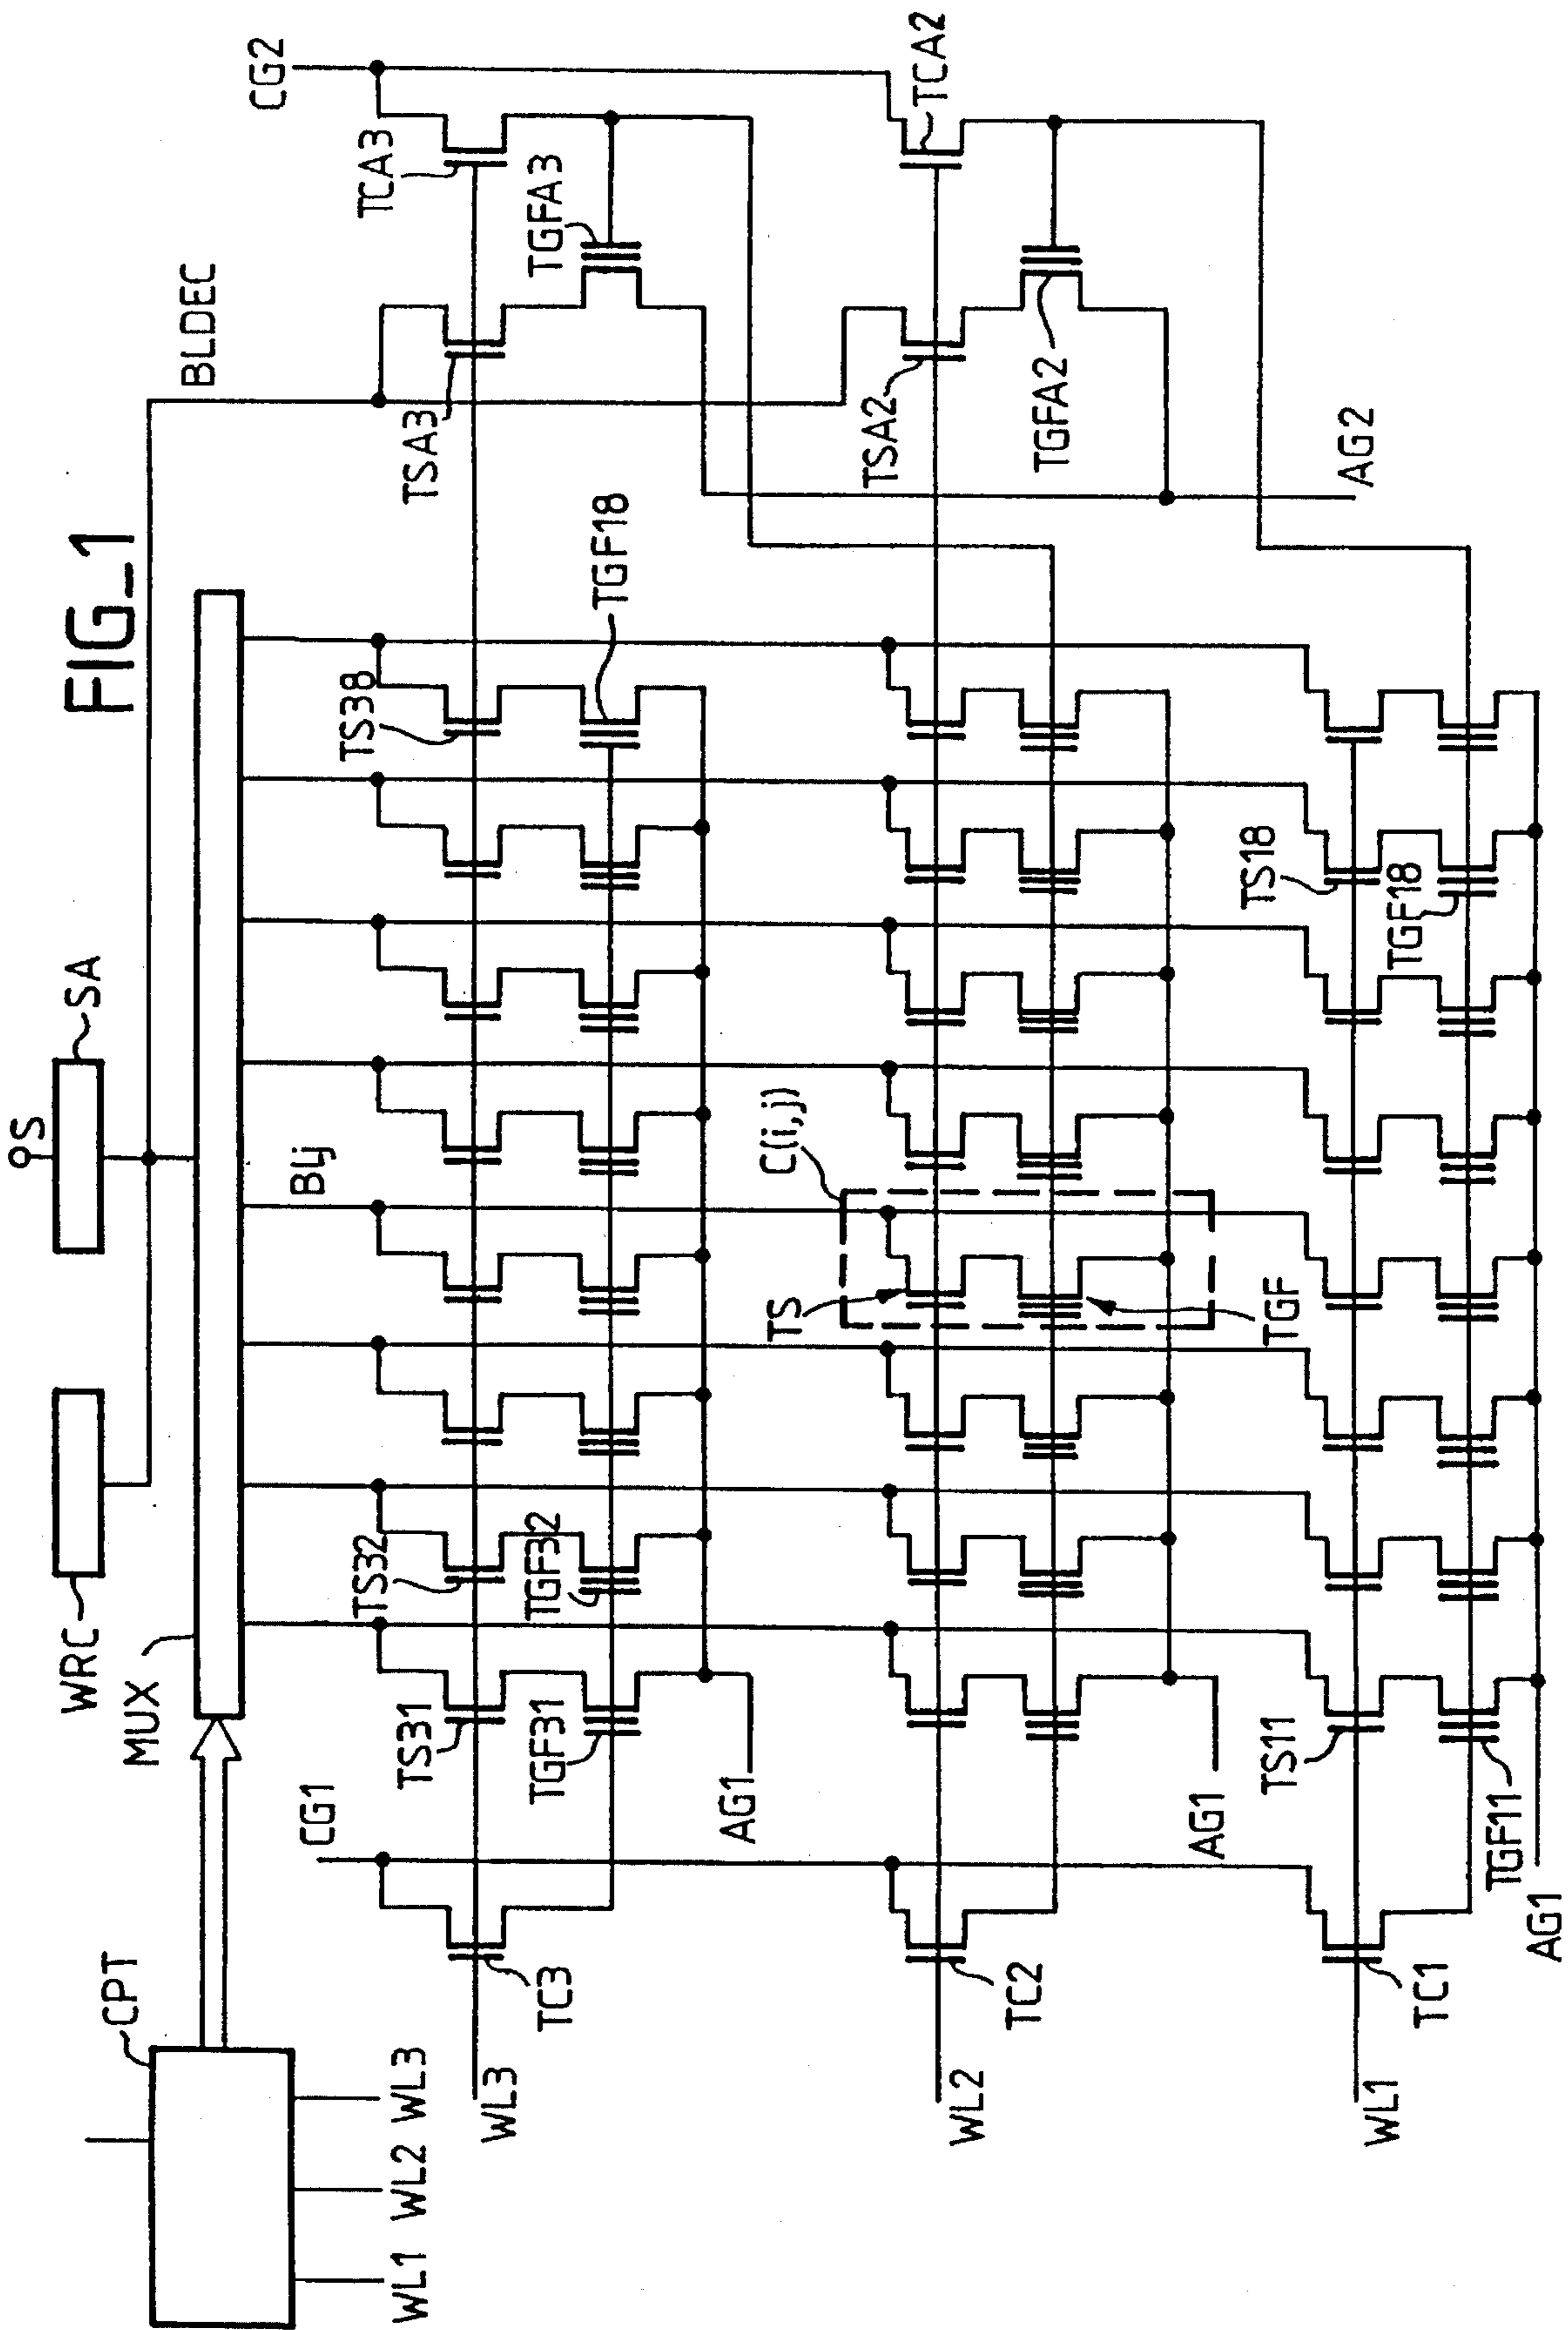 FIG_1
S
SA
WRC
MUX
CPT
WL1
WL2
WL3
BLDEC
CG2
CG1
Blj
TS31
TS32
TS38
TSA3
TCA3
TC3
WL3
TGF31
TGF32
TGF18
TGFA3
AG1
C(i,j)
TS
TSA2
TCA2
TC2
WL2
TGF
TGFA2
AG1
AG2
TS11
TS18
TC1
WL1
TGF11
TGF18
AG1